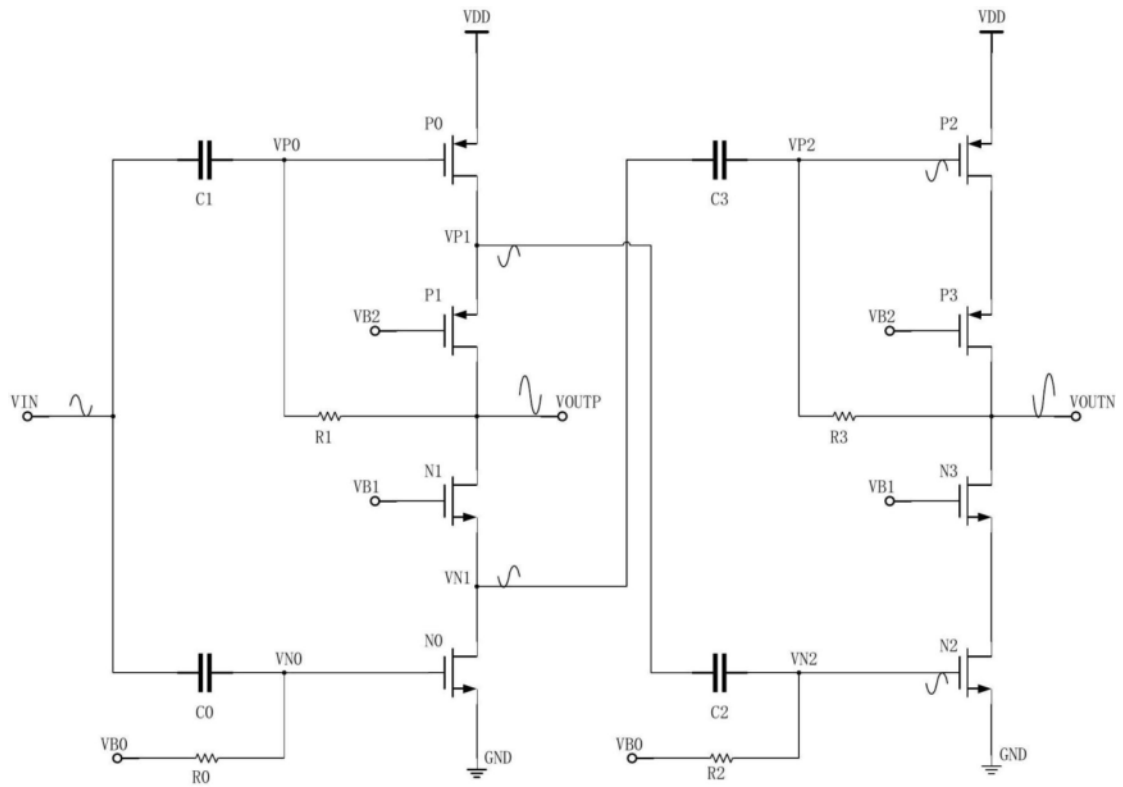 VDD VDD
P0 P2
VP0 VP2
C1 C3
VP1
P1 P3
VB2 VB2
VIN VOUTP VOUTN
R1 R3
N1 N3
VB1 VB1
VN1
N0 N2
VN0 VN2
C0 C2
VB0 GND VB0 GND
R0 R2